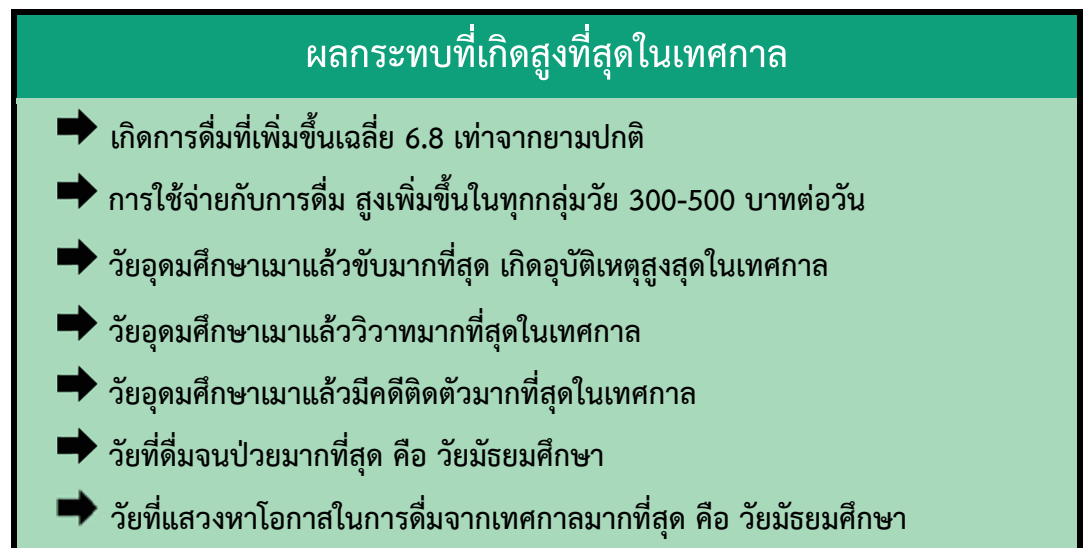 ผลกระทบที่เกิดสูงที่สุดในเทศกาล
เกิดการดื่มที่เพิ่มขึ้นเฉลี่ย 6.8 เท่าจากยามปกติ
การใช้จ่ายกับการดื่ม สูงเพิ่มขึ้นในทุกกลุ่มวัย 300-500 บาทต่อวัน
วัยอุดมศึกษาเมาแล้วขับมากที่สุด เกิดอุบัติเหตุสูงสุดในเทศกาล
วัยอุดมศึกษาเมาแล้ววิวาทมากที่สุดในเทศกาล
วัยอุดมศึกษาเมาแล้วมีคดีติดตัวมากที่สุดในเทศกาล
วัยที่ดื่มจนป่วยมากที่สุด คือ วัยมัธยมศึกษา
วัยที่แสวงหาโอกาสในการดื่มจากเทศกาลมากที่สุด คือ วัยมัธยมศึกษา